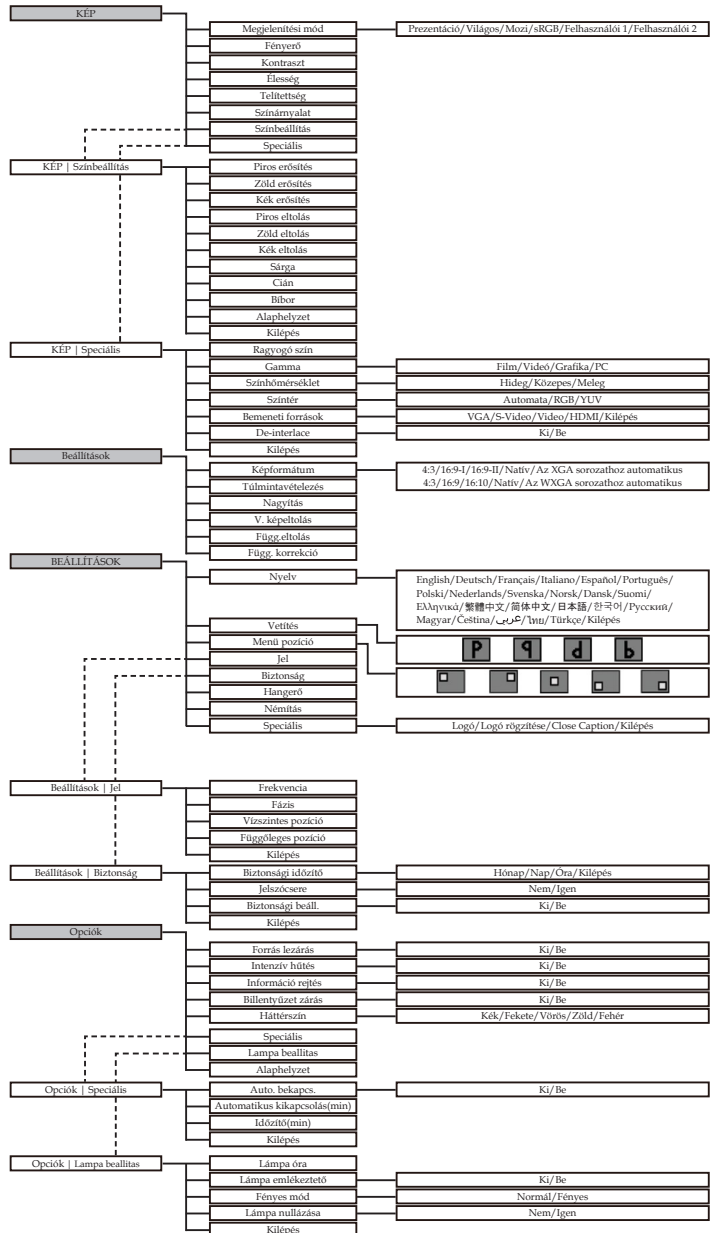 KÉP
Megjelenítési mód
Prezentáció/Világos/Mozi/sRGB/Felhasználói 1/Felhasználói 2
Fényerő
Kontraszt
Élesség
Telítettség
Színárnyalat
Színbeállítás
Speciális
KÉP | Színbeállítás
Piros erősítés
Zöld erősítés
Kék erősítés
Piros eltolás
Zöld eltolás
Kék eltolás
Sárga
Cián
Bíbor
Alaphelyzet
Kilépés
KÉP | Speciális
Ragyogó szín
Gamma
Film/Videó/Grafika/PC
Színhőmérséklet
Hideg/Közepes/Meleg
Színtér
Automata/RGB/YUV
Bemeneti források
VGA/S-Video/Video/HDMI/Kilépés
De-interlace
Ki/Be
Kilépés
Beállítások
Képformátum
4:3/16:9-I/16:9-II/Natív/Az XGA sorozathoz automatikus
4:3/16:9/16:10/Natív/Az WXGA sorozathoz automatikus
Túlmintavételezés
Nagyítás
V. képeltolás
Függ.eltolás
Függ. korrekció
BEÁLLÍTÁSOK
Nyelv
English/Deutsch/Français/Italiano/Español/Português/
Polski/Nederlands/Svenska/Norsk/Dansk/Suomi/
Ελληνικά/繁體中文/简体中文/日本語/한국어/Русский/
Magyar/Čeština/عربي/ไทย/Türkçe/Kilépés
Vetítés
Menü pozíció
Jel
Biztonság
Hangerő
Némítás
Speciális
Logó/Logó rögzítése/Close Caption/Kilépés
Beállítások | Jel
Frekvencia
Fázis
Vízszintes pozíció
Függőleges pozíció
Kilépés
Beállítások | Biztonság
Biztonsági időzítő
Hónap/Nap/Óra/Kilépés
Jelszócsere
Nem/Igen
Biztonsági beáll.
Ki/Be
Kilépés
Opciók
Forrás lezárás
Ki/Be
Intenzív hűtés
Ki/Be
Információ rejtés
Ki/Be
Billentyűzet zárás
Ki/Be
Háttérszín
Kék/Fekete/Vörös/Zöld/Fehér
Speciális
Lampa beallitas
Alaphelyzet
Opciók | Speciális
Auto. bekapcs.
Ki/Be
Automatikus kikapcsolás(min)
Időzítő(min)
Kilépés
Opciók | Lampa beallitas
Lámpa óra
Lámpa emlékeztető
Ki/Be
Fényes mód
Normál/Fényes
Lámpa nullázása
Nem/Igen
Kilépés